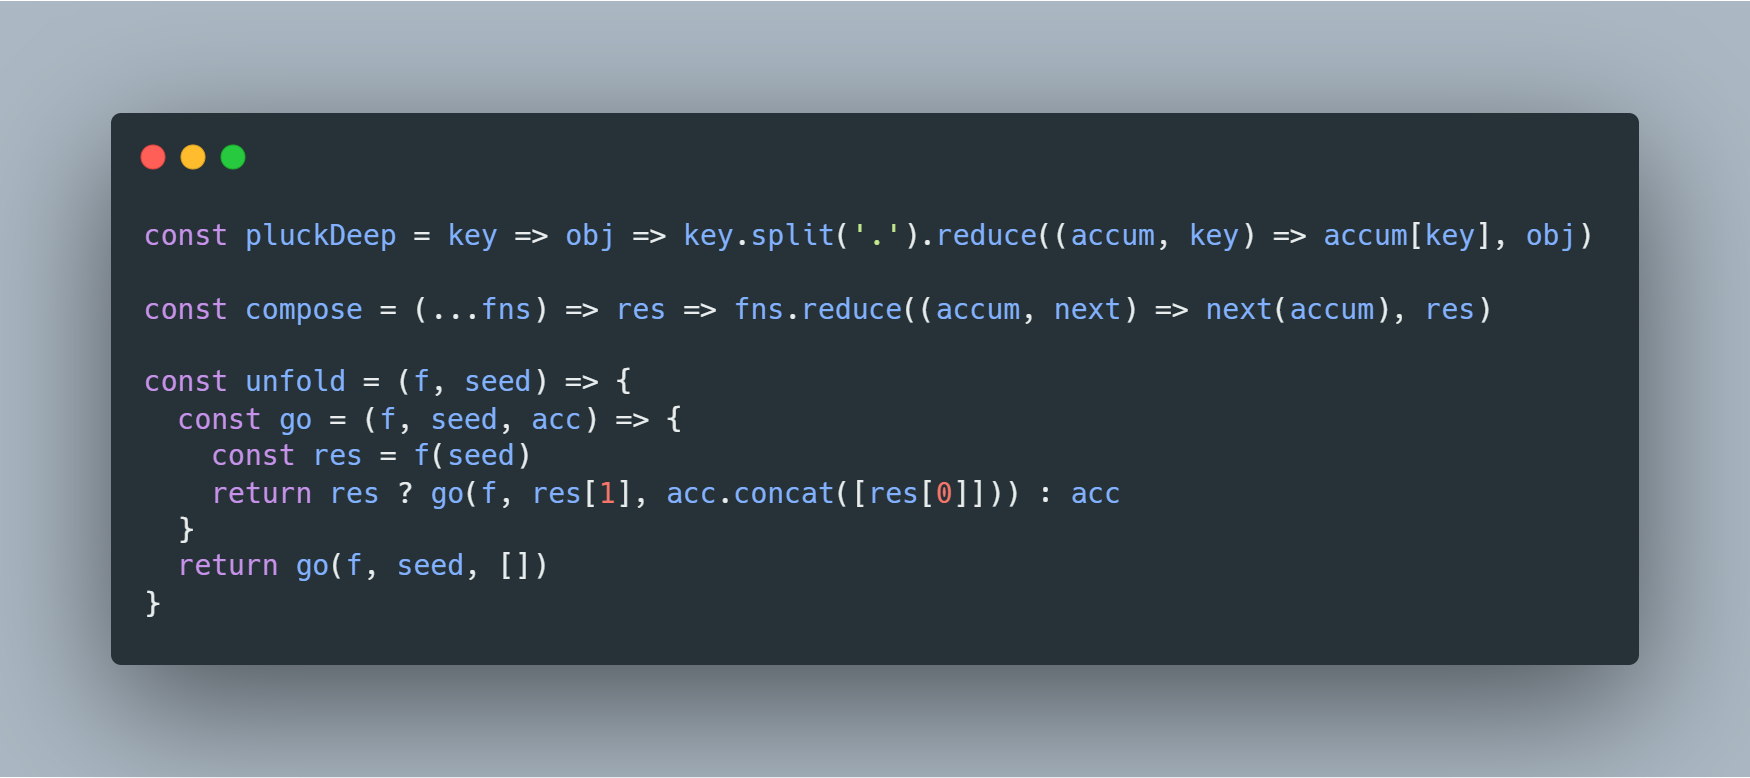 const pluckDeep = key => obj => key.split('.').reduce((accum, key) => accum[key], obj)

const compose = (...fns) => res => fns.reduce((accum, next) => next(accum), res)

const unfold = (f, seed) => {
  const go = (f, seed, acc) => {
    const res = f(seed)
    return res ? go(f, res[1], acc.concat([res[0]])) : acc
  }
  return go(f, seed, [])
}